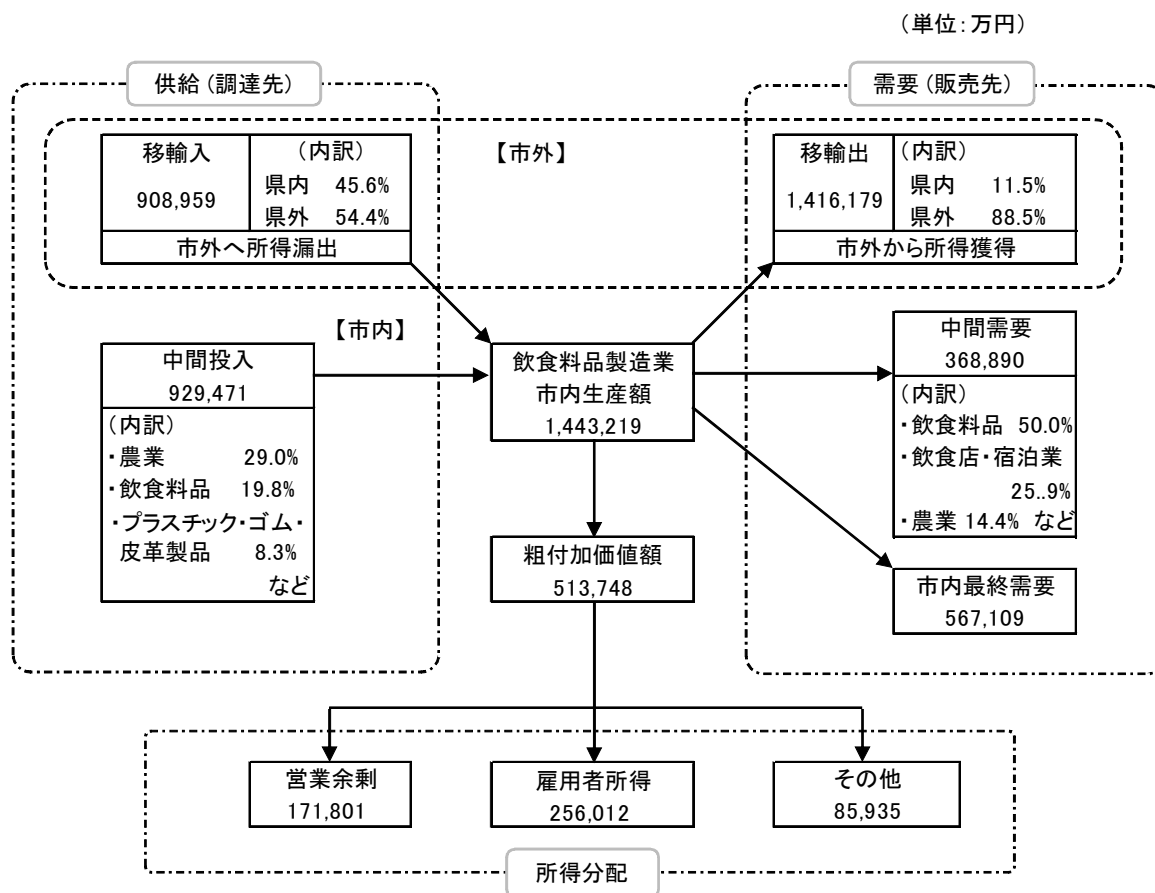 （単位：万円）
供給（調達先）
需要（販売先）
移輸入
908,959
（内訳）
県内　45.6%
県外　54.4%
市外へ所得漏出
【市外】
移輸出
1,416,179
（内訳）
県内　11.5%
県外　88.5%
市外から所得獲得
【市内】
中間投入
929,471
（内訳）
・農業　29.0%
・飲食料品　19.8%
・プラスチック・ゴム・
皮革製品　8.3%
など
飲食料品製造業
市内生産額
1,443,219
中間需要
368,890
（内訳）
・飲食料品　50.0%
・飲食店・宿泊業
25..9%
・農業 14.4%　など
粗付加価値額
513,748
市内最終需要
567,109
営業余剰
171,801
雇用者所得
256,012
その他
85,935
所得分配